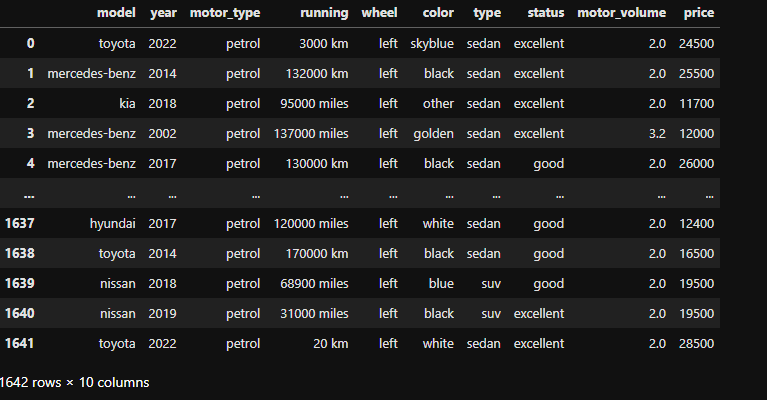 model year motor_type running wheel color type status motor_volume price
0 toyota 2022 petrol 3000 km left skyblue sedan excellent 2.0 24500
1 mercedes-benz 2014 petrol 132000 km left black sedan excellent 2.0 25500
2 kia 2018 petrol 95000 miles left other sedan excellent 2.0 11700
3 mercedes-benz 2002 petrol 137000 miles left golden sedan excellent 3.2 12000
4 mercedes-benz 2017 petrol 130000 km left black sedan good 2.0 26000
... ... ... ... ... ... ... ... ... ... ...
1637 hyundai 2017 petrol 120000 miles left white sedan good 2.0 12400
1638 toyota 2014 petrol 170000 km left black sedan good 2.0 16500
1639 nissan 2018 petrol 68900 miles left blue suv good 2.0 19500
1640 nissan 2019 petrol 31000 miles left black suv excellent 2.0 19500
1641 toyota 2022 petrol 20 km left white sedan excellent 2.0 28500
1642 rows × 10 columns